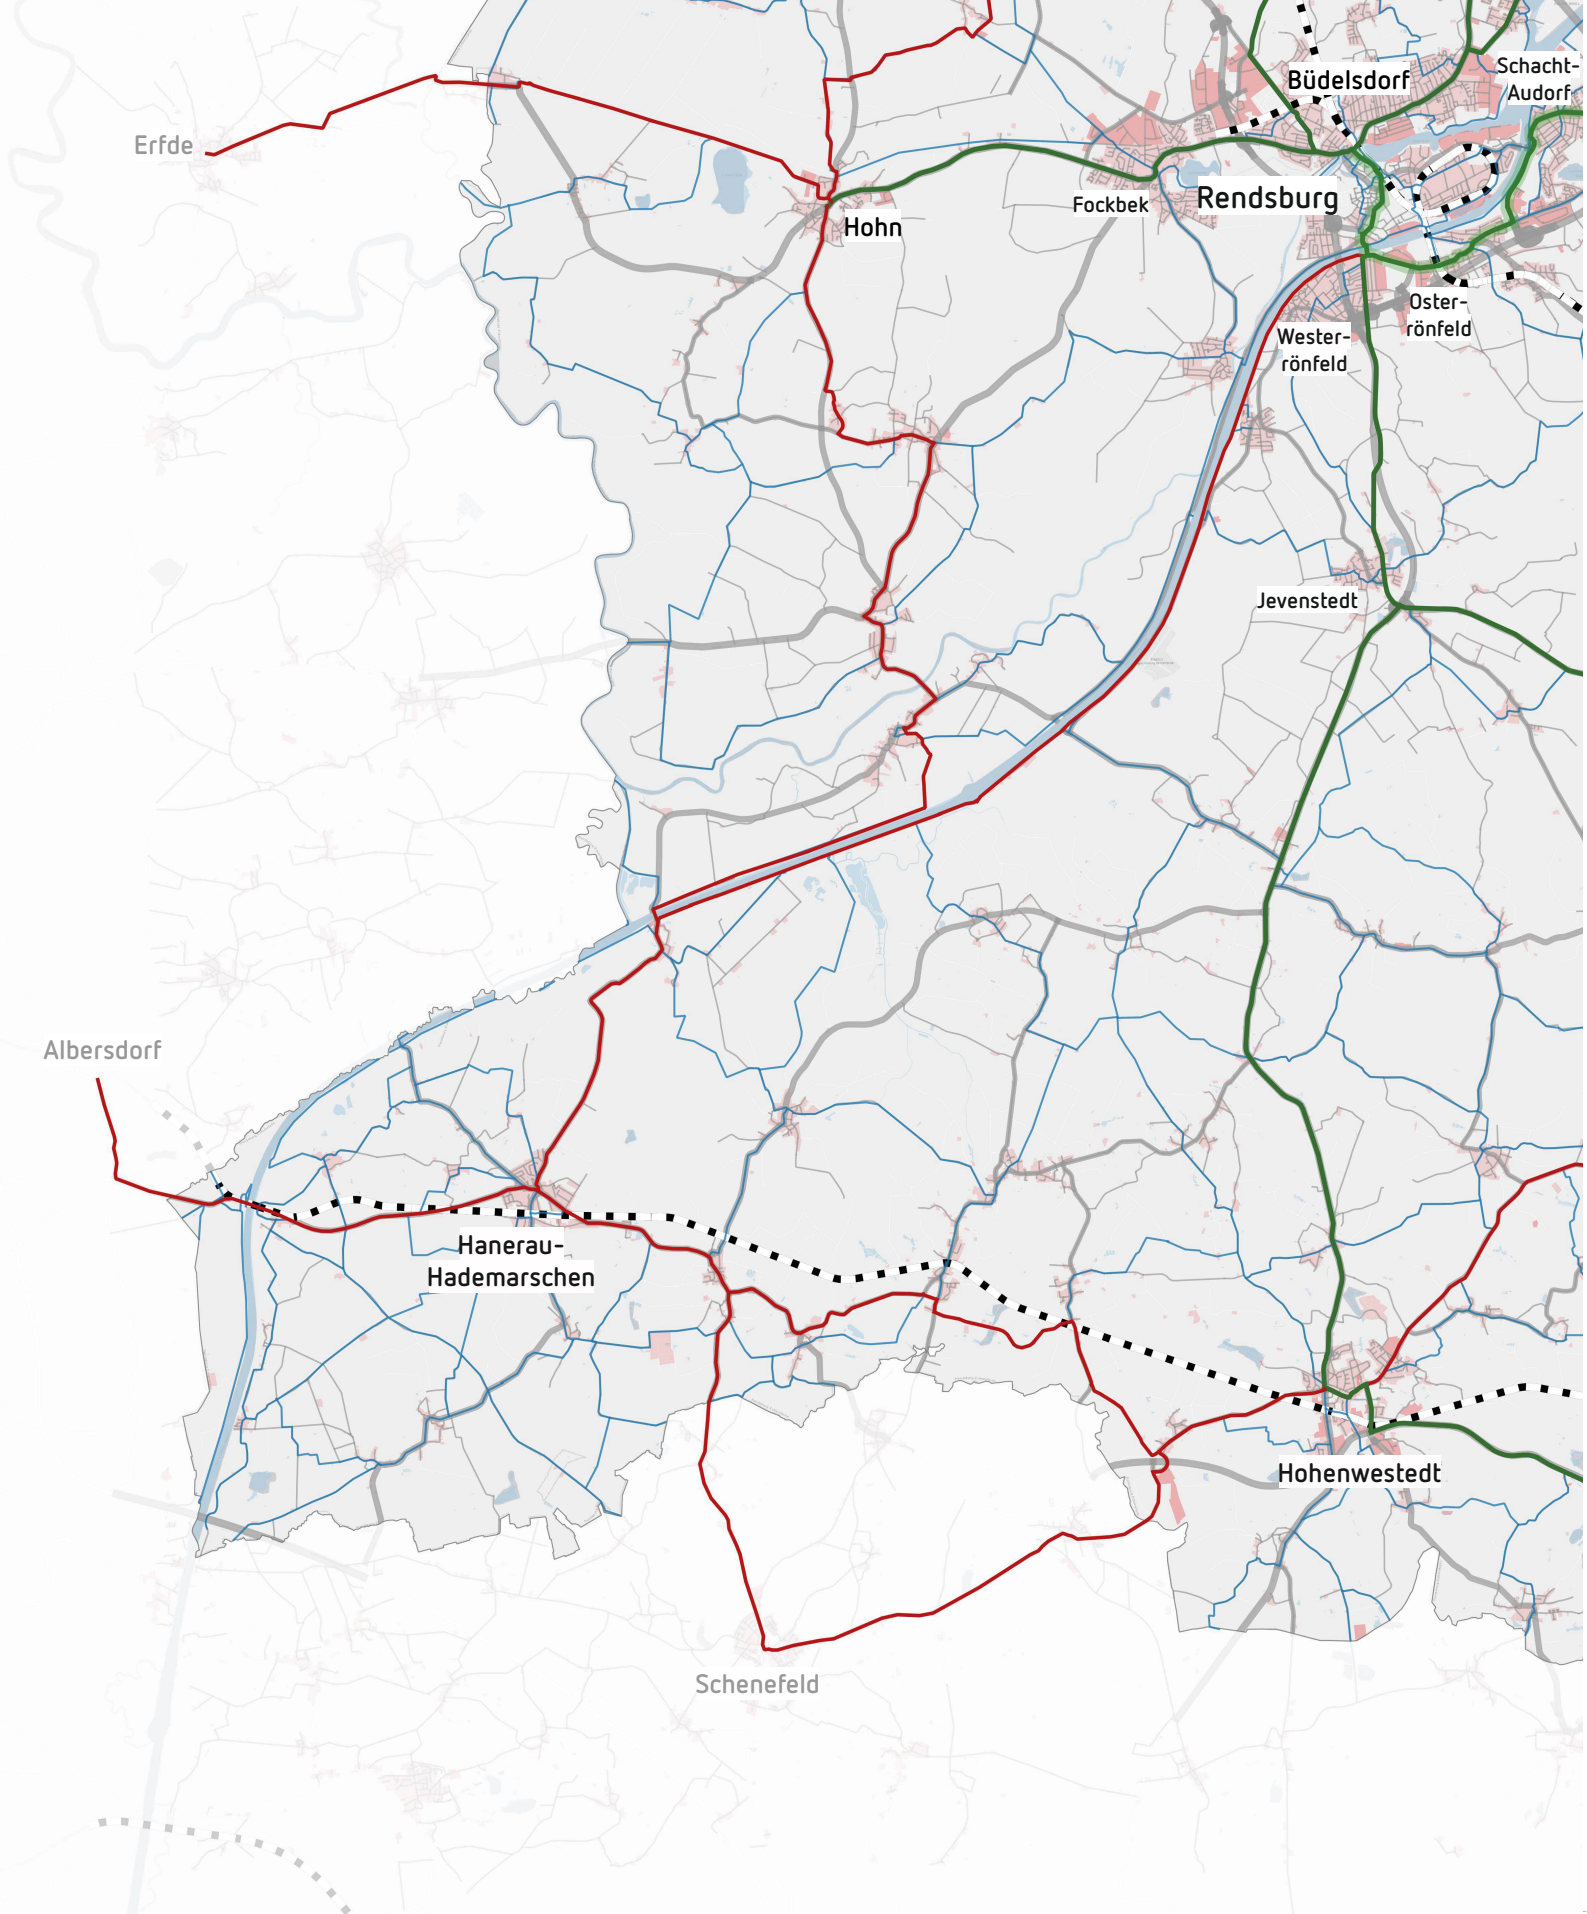 Schacht-
Audorf
Büdelsdorf
Erfde
Rendsburg
Fockbek
Hohn
Oster-
rönfeld
Wester-
rönfeld
Jevenstedt
Albersdorf
Hanerau-
Hademarschen
Hohenwestedt
Schenefeld